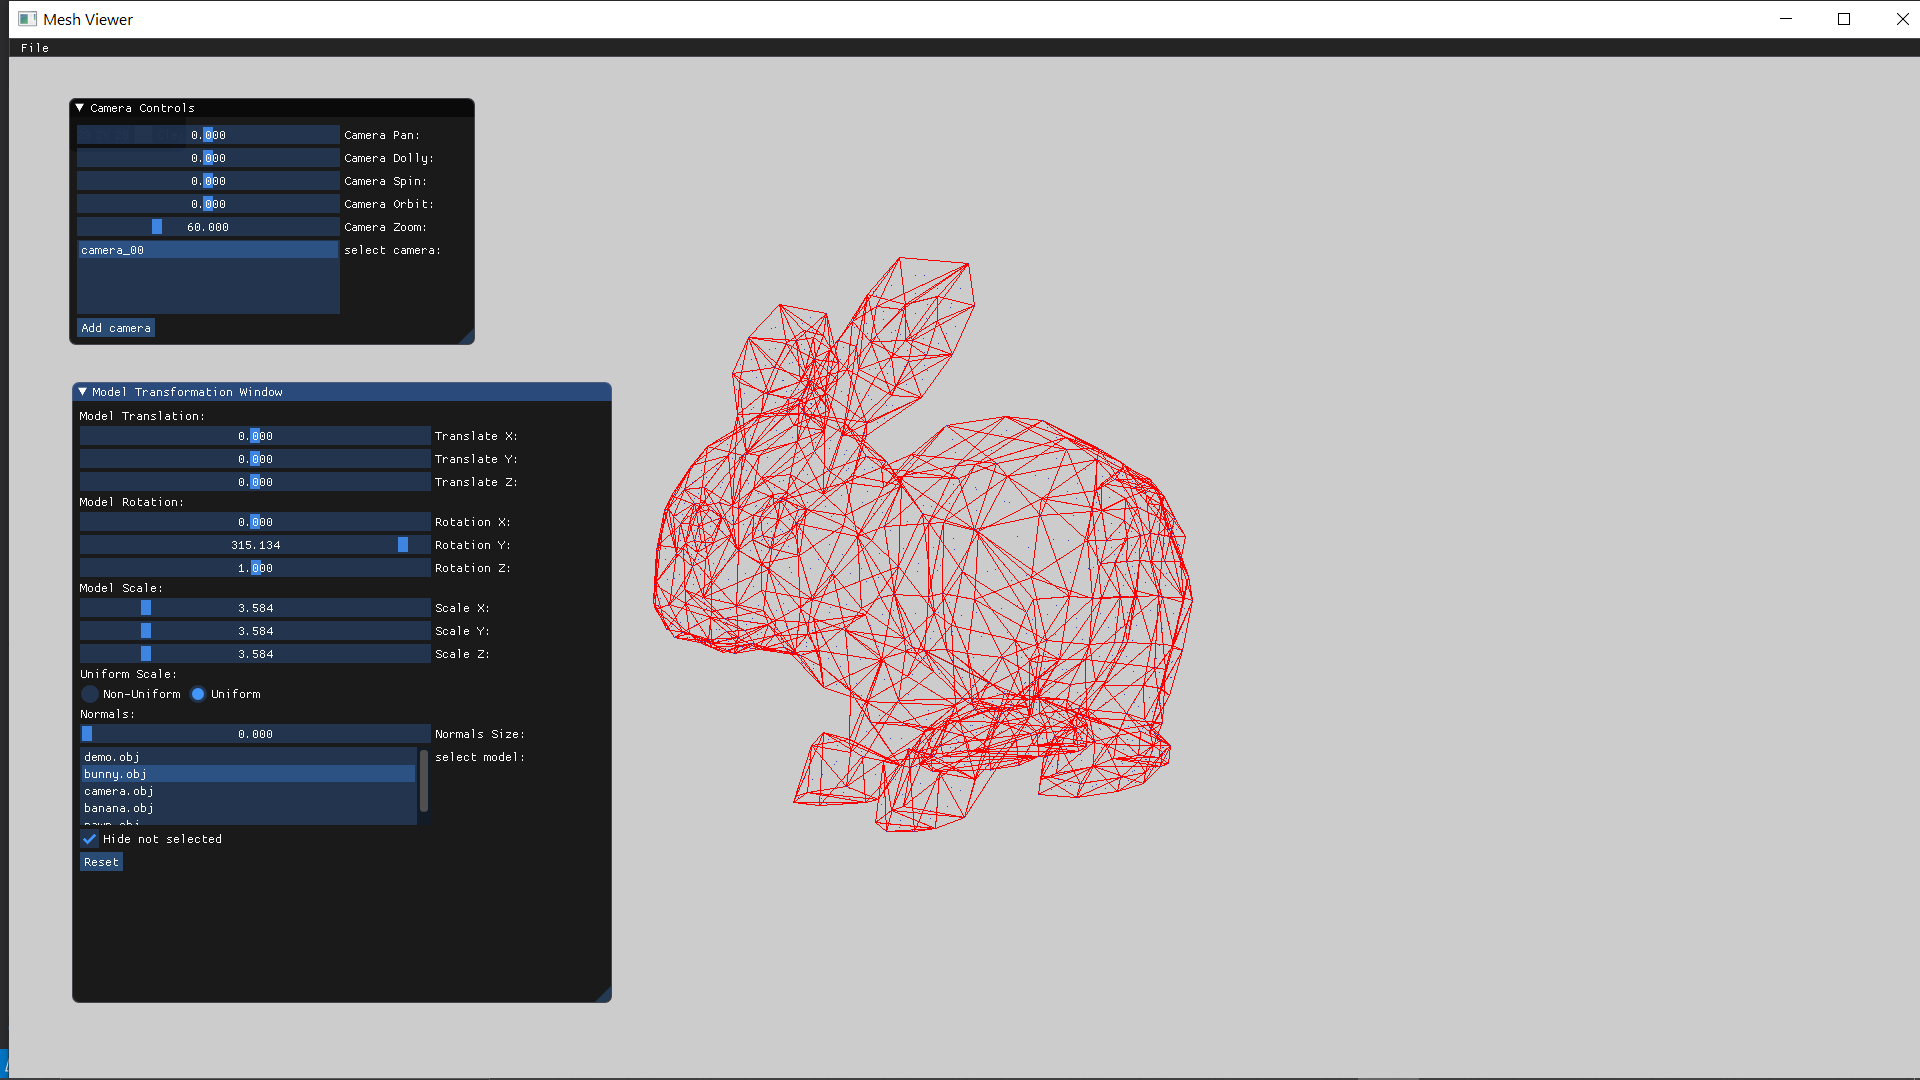 Mesh Viewer
File
Camera Controls
0.000 Camera Pan:
0.000 Camera Dolly:
0.000 Camera Spin:
0.000 Camera Orbit:
60.000 Camera Zoom:
camera_00 select camera:
Add camera
Model Transformation Window
Model Translation:
0.000 Translate X:
0.000 Translate Y:
0.000 Translate Z:
Model Rotation:
0.000 Rotation X:
315.134 Rotation Y:
1.000 Rotation Z:
Model Scale:
3.584 Scale X:
3.584 Scale Y:
3.584 Scale Z:
Uniform Scale:
Non-Uniform Uniform
Normals:
0.000 Normals Size:
demo.obj select model:
bunny.obj
camera.obj
banana.obj
Hide not selected
Reset